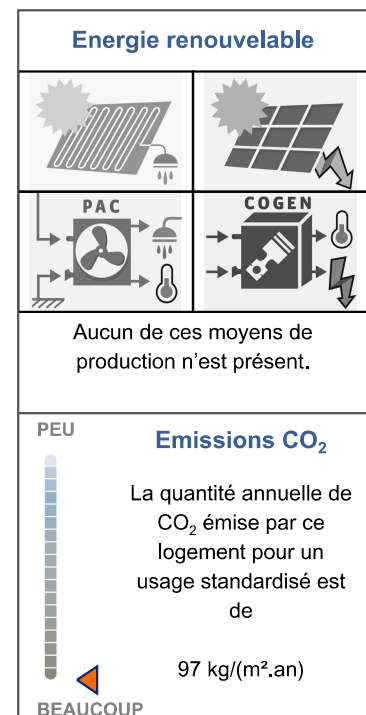 Energie renouvelable
PAC
COGEN
Aucun de ces moyens de
production n'est présent.
PEU
Emissions CO₂
La quantité annuelle de
CO₂ émise par ce
logement pour un
usage standardisé est
de
97 kg/(m².an)
BEAUCOUP